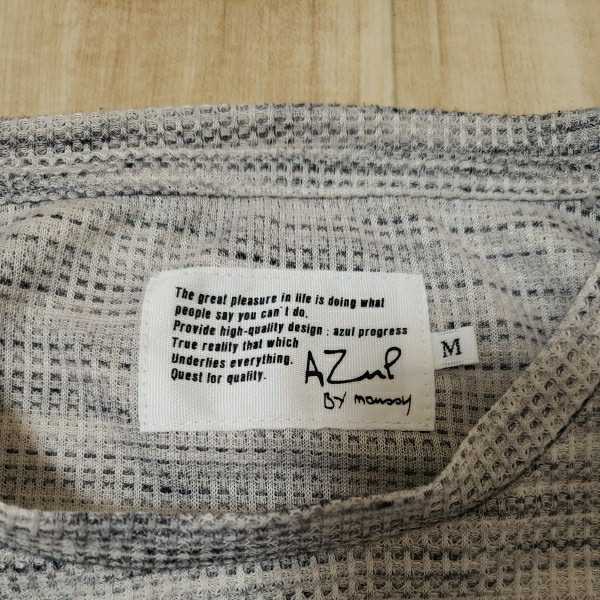 The great pleasure in life is doing what
people say you can't do.
Provide high-quality design : azul progress
True reality that which
Underlies everything.
Quest for quality.
AZUL
BY moussy
M